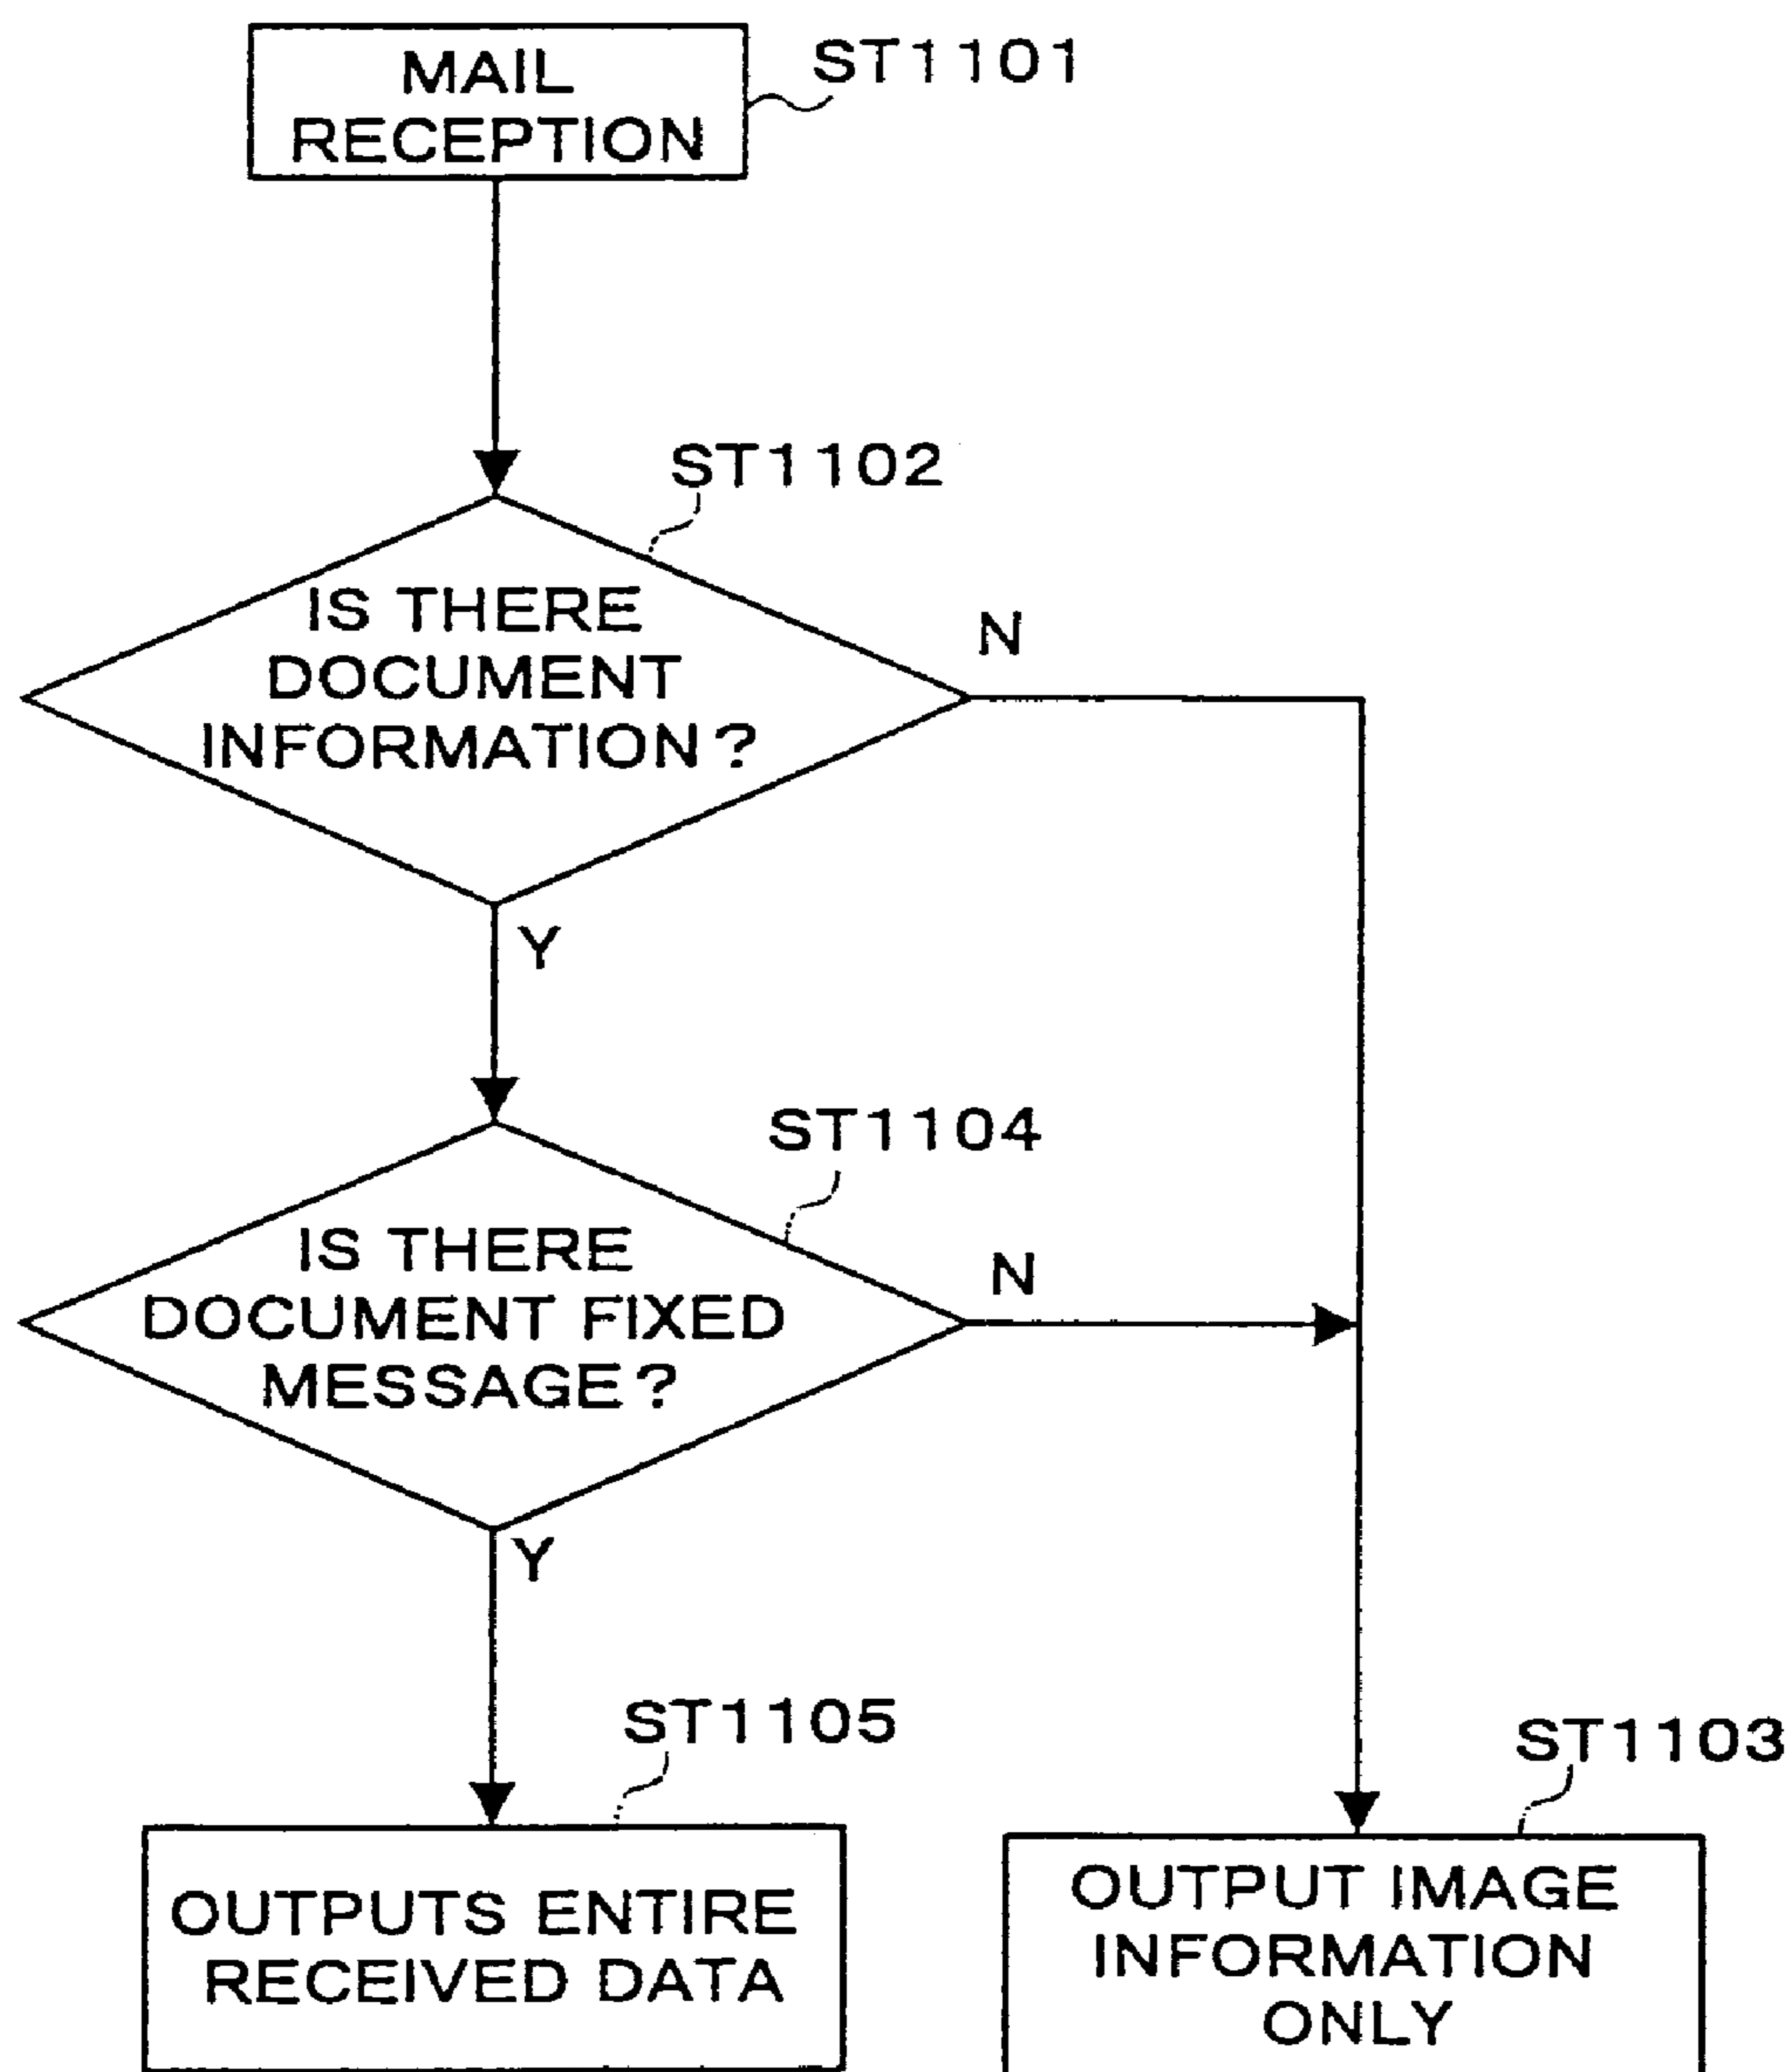 MAIL
RECEPTION
ST1101
ST1102
IS THERE
DOCUMENT
INFORMATION?
N
Y
ST1104
IS THERE
DOCUMENT FIXED
MESSAGE?
N
Y
ST1105
OUTPUTS ENTIRE
RECEIVED DATA
ST1103
OUTPUT IMAGE
INFORMATION
ONLY